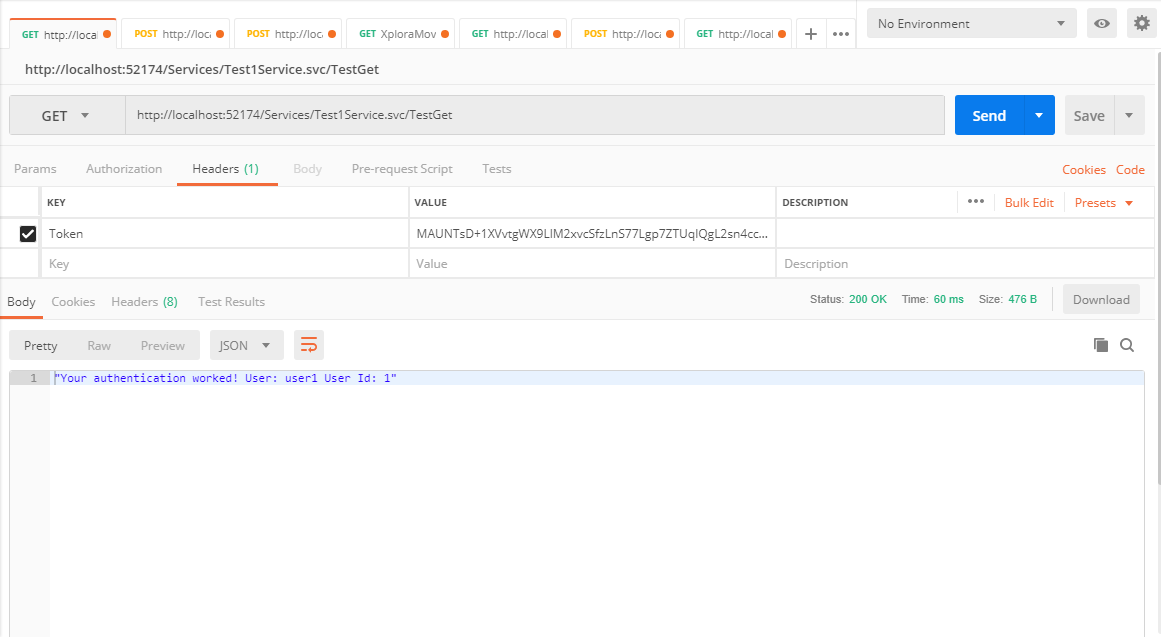 GET http://local POST http://loc POST http://loc GET XploraMov GET http://local POST http://loc GET http://local + ••• No Environment
http://localhost:52174/Services/Test1Service.svc/TestGet
GET http://localhost:52174/Services/Test1Service.svc/TestGet Send Save
Params Authorization Headers (1) Body Pre-request Script Tests Cookies Code
KEY VALUE DESCRIPTION ••• Bulk Edit Presets
Token MAUNTsD+1XVvtgWX9LIM2xvcSfzLnS77Lgp7ZTUqIQgL2sn4cc...
Key Value Description
Body Cookies Headers (8) Test Results Status: 200 OK Time: 60 ms Size: 476 B Download
Pretty Raw Preview JSON
1 "Your authentication worked! User: user1 User Id: 1"